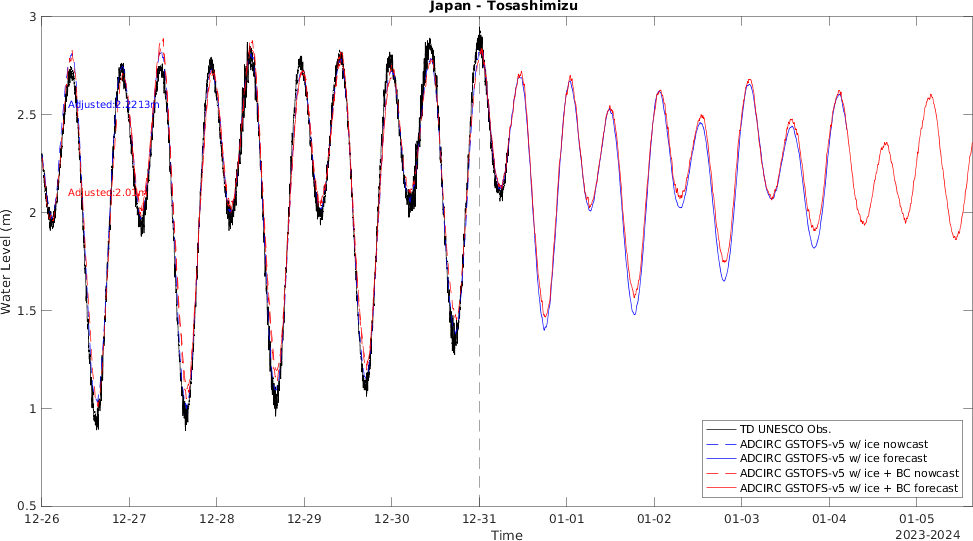 Japan - Tosashimizu
3
2.5
2
1.5
1
0.5
Water Level (m)
Adjusted:2.2213m
TD UNESCO Obs.
ADCIRC GSTOFS-v5 w/ ice nowcast
ADCIRC GSTOFS-v5 w/ ice forecast
ADCIRC GSTOFS-v5 w/ ice + BC nowcast
ADCIRC GSTOFS-v5 w/ ice + BC forecast
12-26
12-27
12-28
12-29
12-30
12-31
01-01
01-02
01-03
01-04
01-05
Time
2023-2024